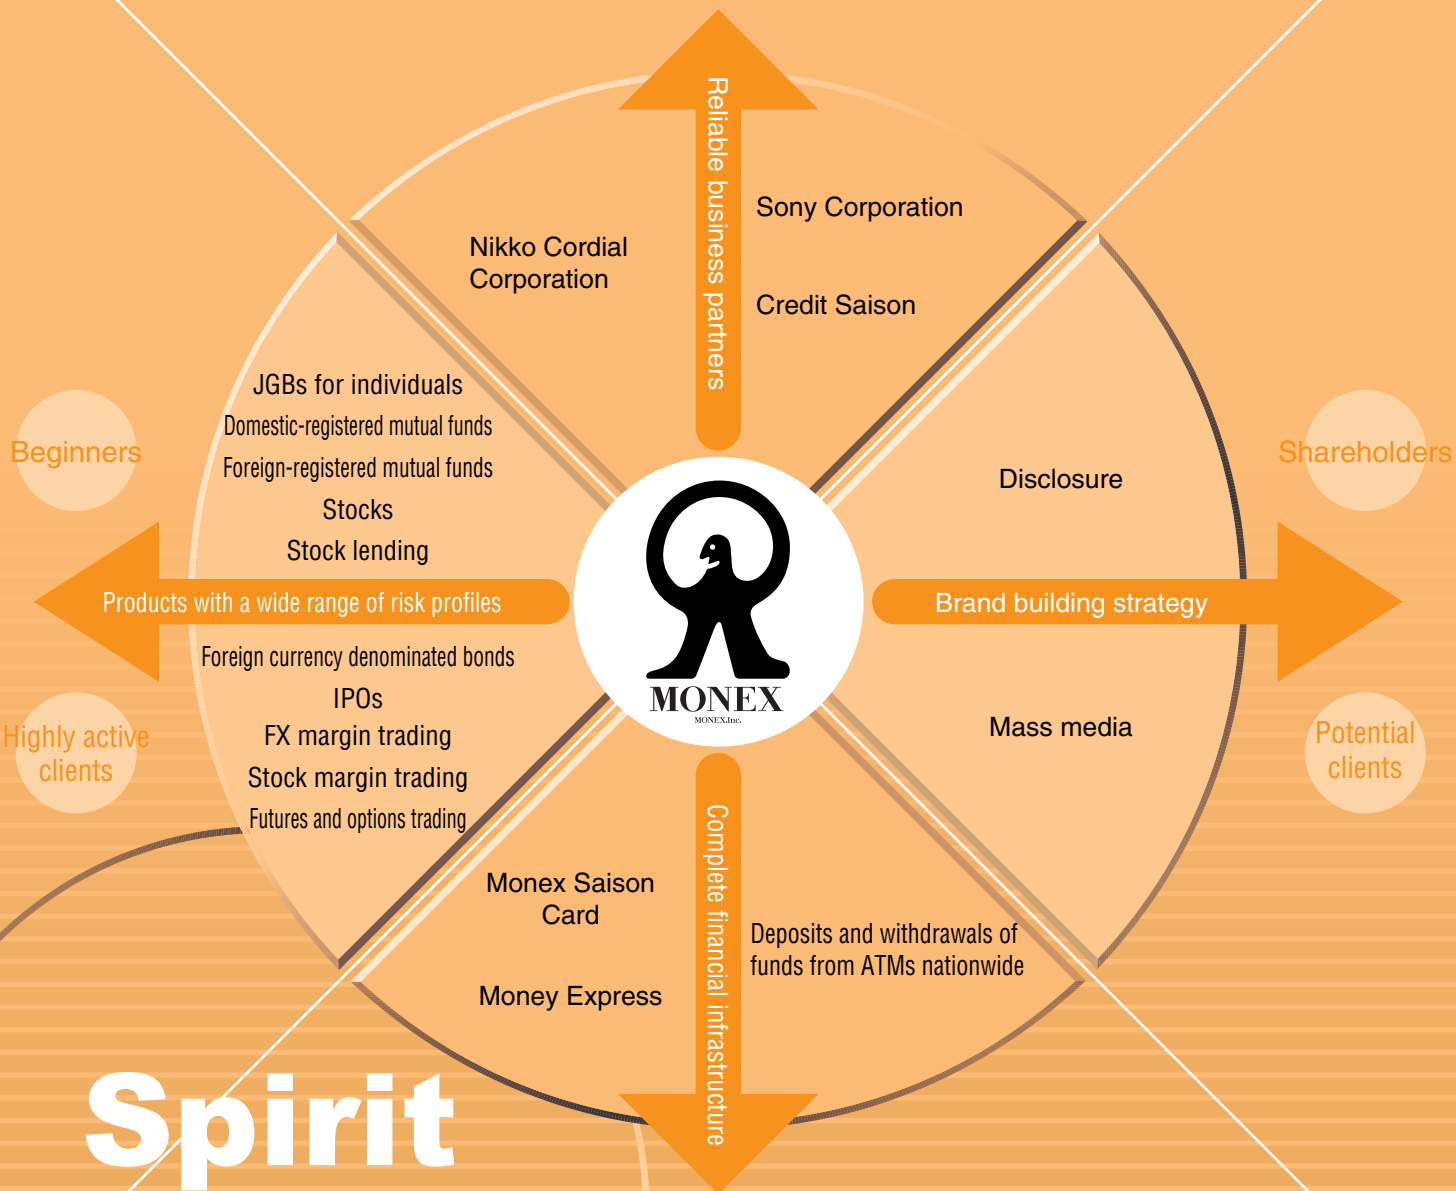 Reliable business partners
Sony Corporation
Nikko Cordial
Corporation
Credit Saison
JGBs for individuals
Domestic-registered mutual funds
Foreign-registered mutual funds
Stocks
Stock lending
Beginners
Products with a wide range of risk profiles
Foreign currency denominated bonds
IPOs
FX margin trading
Stock margin trading
Futures and options trading
Highly active
clients
MONEX
MONEX,Inc.
Shareholders
Disclosure
Brand building strategy
Mass media
Potential
clients
Complete financial infrastructure
Monex Saison
Card
Money Express
Deposits and withdrawals of
funds from ATMs nationwide
Spirit